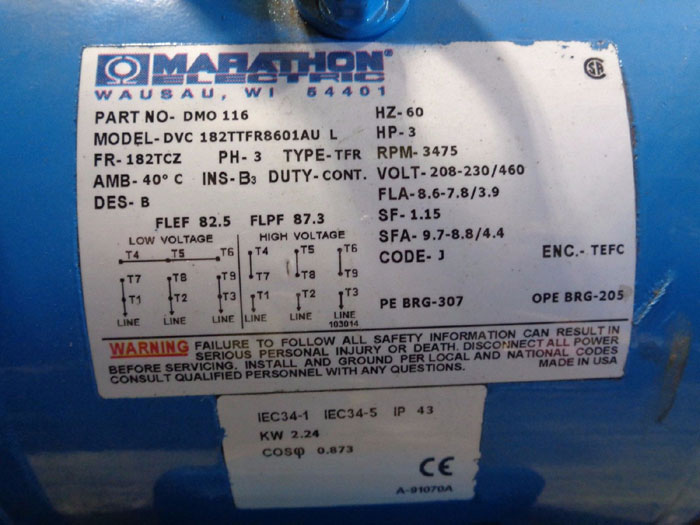 MARATHON®
ELECTRIC
WAUSAU, WI 54401
SA
PART NO- DMO 116
HZ- 60
MODEL- DVC 182TTFR8601AU L
HP- 3
FR- 182TCZ PH- 3 TYPE- TFR
RPM- 3475
AMB- 40° C INS- B3 DUTY- CONT.
VOLT- 208-230/460
DES- B
FLA- 8.6-7.8/3.9
FLEF 82.5 FLPF 87.3
SF- 1.15
LOW VOLTAGE
HIGH VOLTAGE
SFA- 9.7-8.8/4.4
T4 T5 T6
T4 T5 T6
CODE- J
ENC.- TEFC
T7 T8 T9
T7 T8 T9
T1 T2 T3
T1 T2 T3
LINE LINE LINE
LINE LINE LINE
103014
PE BRG-307
OPE BRG-205
WARNING FAILURE TO FOLLOW ALL SAFETY INFORMATION CAN RESULT IN
SERIOUS PERSONAL INJURY OR DEATH. DISCONNECT ALL POWER
BEFORE SERVICING. INSTALL AND GROUND PER LOCAL AND NATIONAL CODES
CONSULT QUALIFIED PERSONNEL WITH ANY QUESTIONS.
MADE IN USA
IEC34-1 IEC34-5 IP 43
KW 2.24
COSφ 0.873
CE
A-91070A